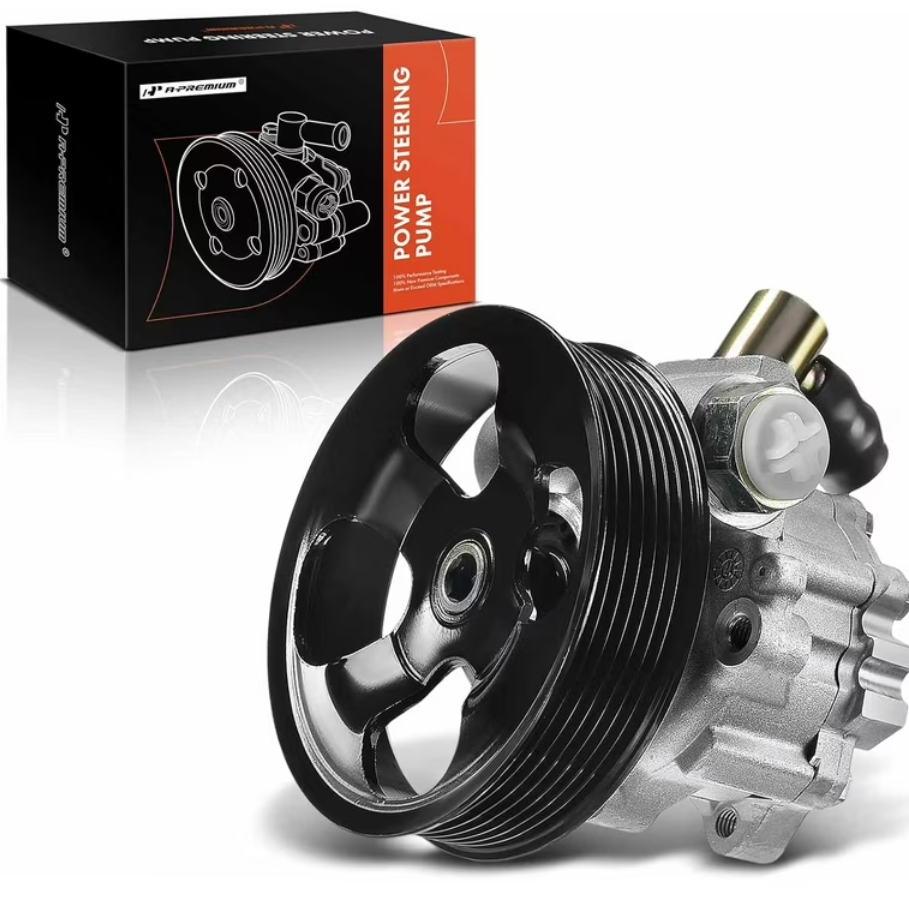 A-PREMIUM
POWER STEERING PUMP
A-PREMIUM®
POWER STEERING
PUMP
100% Performance Testing
100% New Premium Components
Meets or Exceed OEM Specifications
A-PREMIUM®